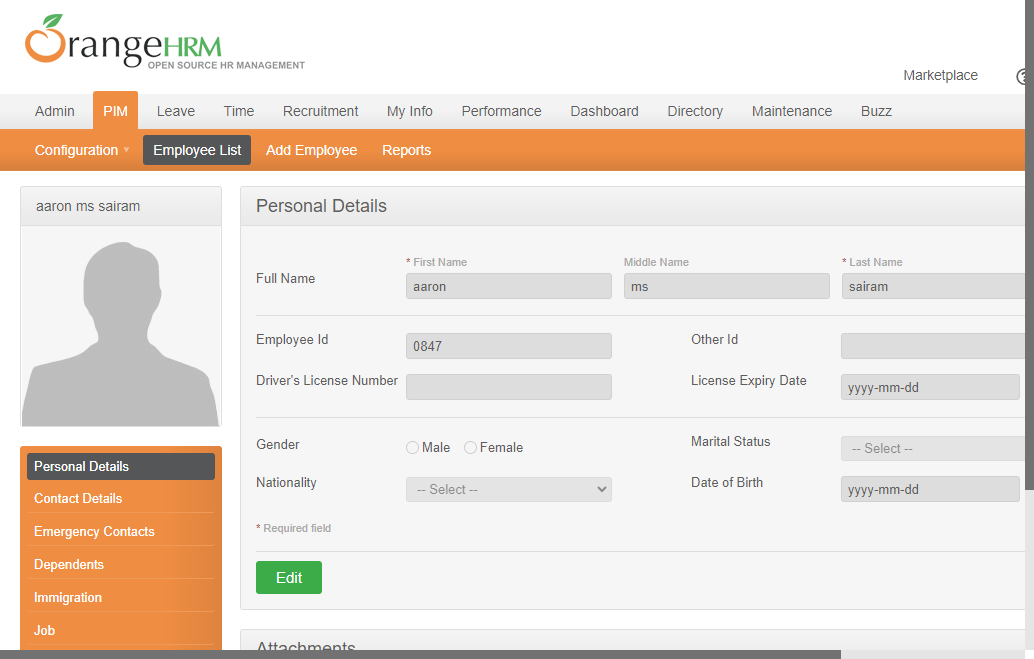 OrangeHRM
OPEN SOURCE HR MANAGEMENT
Marketplace
Admin PIM Leave Time Recruitment My Info Performance Dashboard Directory Maintenance Buzz
Configuration Employee List Add Employee Reports
aaron ms sairam
Personal Details
Contact Details
Emergency Contacts
Dependents
Immigration
Job
Personal Details
* First Name Middle Name * Last Name
Full Name aaron ms sairam
Employee Id 0847 Other Id
Driver's License Number License Expiry Date yyyy-mm-dd
Gender Male Female Marital Status -- Select --
Nationality -- Select -- Date of Birth yyyy-mm-dd
* Required field
Edit
Attachments